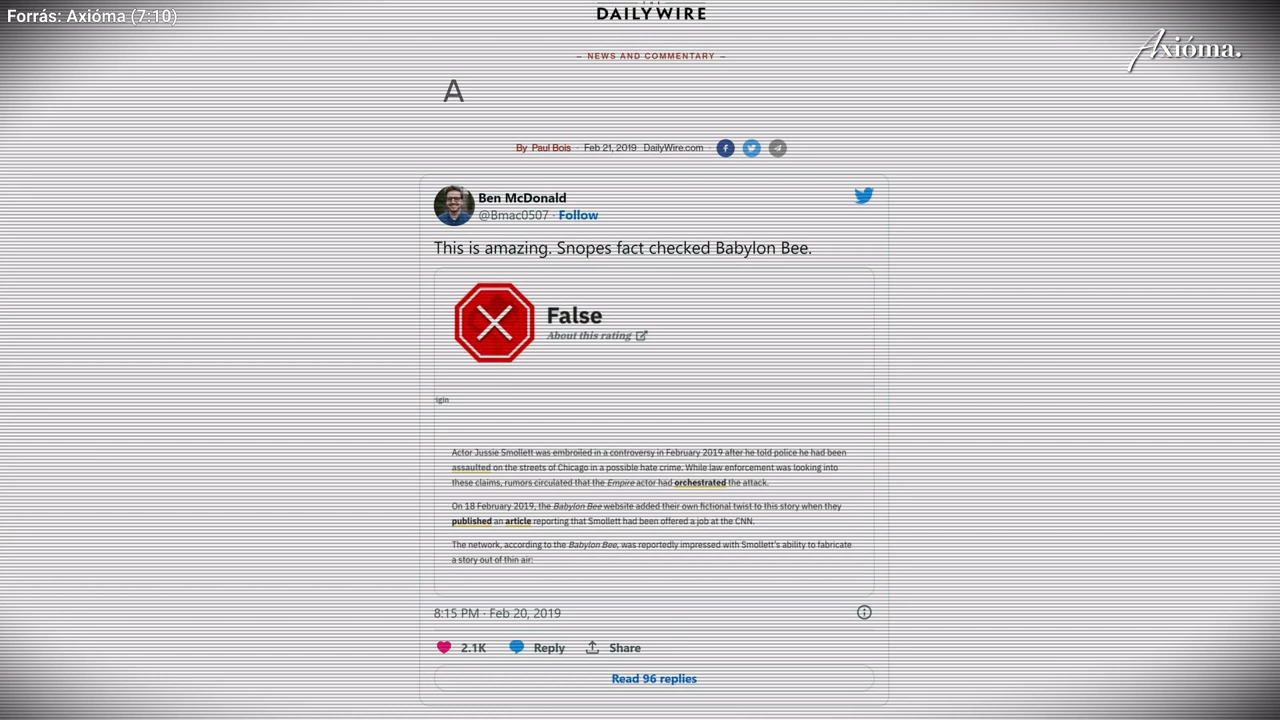 Forrás: Axióma (7:10)
DAILYWIRE
Axióma.
– NEWS AND COMMENTARY –
A
By Paul Bois · Feb 21, 2019 DailyWire.com ·
Ben McDonald
@Bmac0507 · Follow
This is amazing. Snopes fact checked Babylon Bee.
False
About this rating
igin
Actor Jussie Smollett was embroiled in a controversy in February 2019 after he told police he had been
assaulted on the streets of Chicago in a possible hate crime. While law enforcement was looking into
these claims, rumors circulated that the Empire actor had orchestrated the attack.
On 18 February 2019, the Babylon Bee website added their own fictional twist to this story when they
published an article reporting that Smollett had been offered a job at the CNN.
The network, according to the Babylon Bee, was reportedly impressed with Smollett's ability to fabricate
a story out of thin air:
8:15 PM · Feb 20, 2019
2.1K Reply Share
Read 96 replies